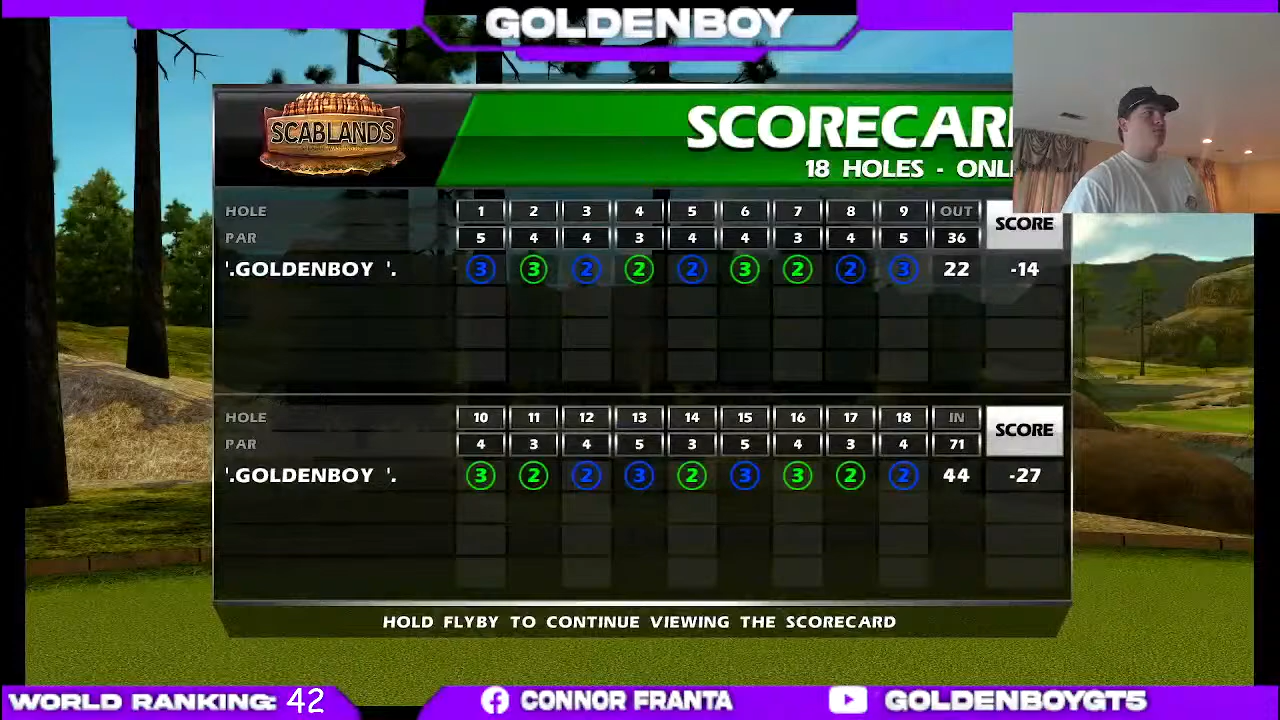 GOLDENBOY
SCABLANDS
SCORECAR
18 HOLES - ONLI
HOLE 1 2 3 4 5 6 7 8 9 OUT SCORE
PAR 5 4 4 3 4 4 3 4 5 36
'.GOLDENBOY '. 3 3 2 2 2 3 2 2 3 22 -14
HOLE 10 11 12 13 14 15 16 17 18 IN SCORE
PAR 4 3 4 5 3 5 4 3 4 71
'.GOLDENBOY '. 3 2 2 3 2 3 3 2 2 44 -27
HOLD FLYBY TO CONTINUE VIEWING THE SCORECARD
WORLD RANKING: 42 CONNOR FRANTA GOLDENBOYGT5